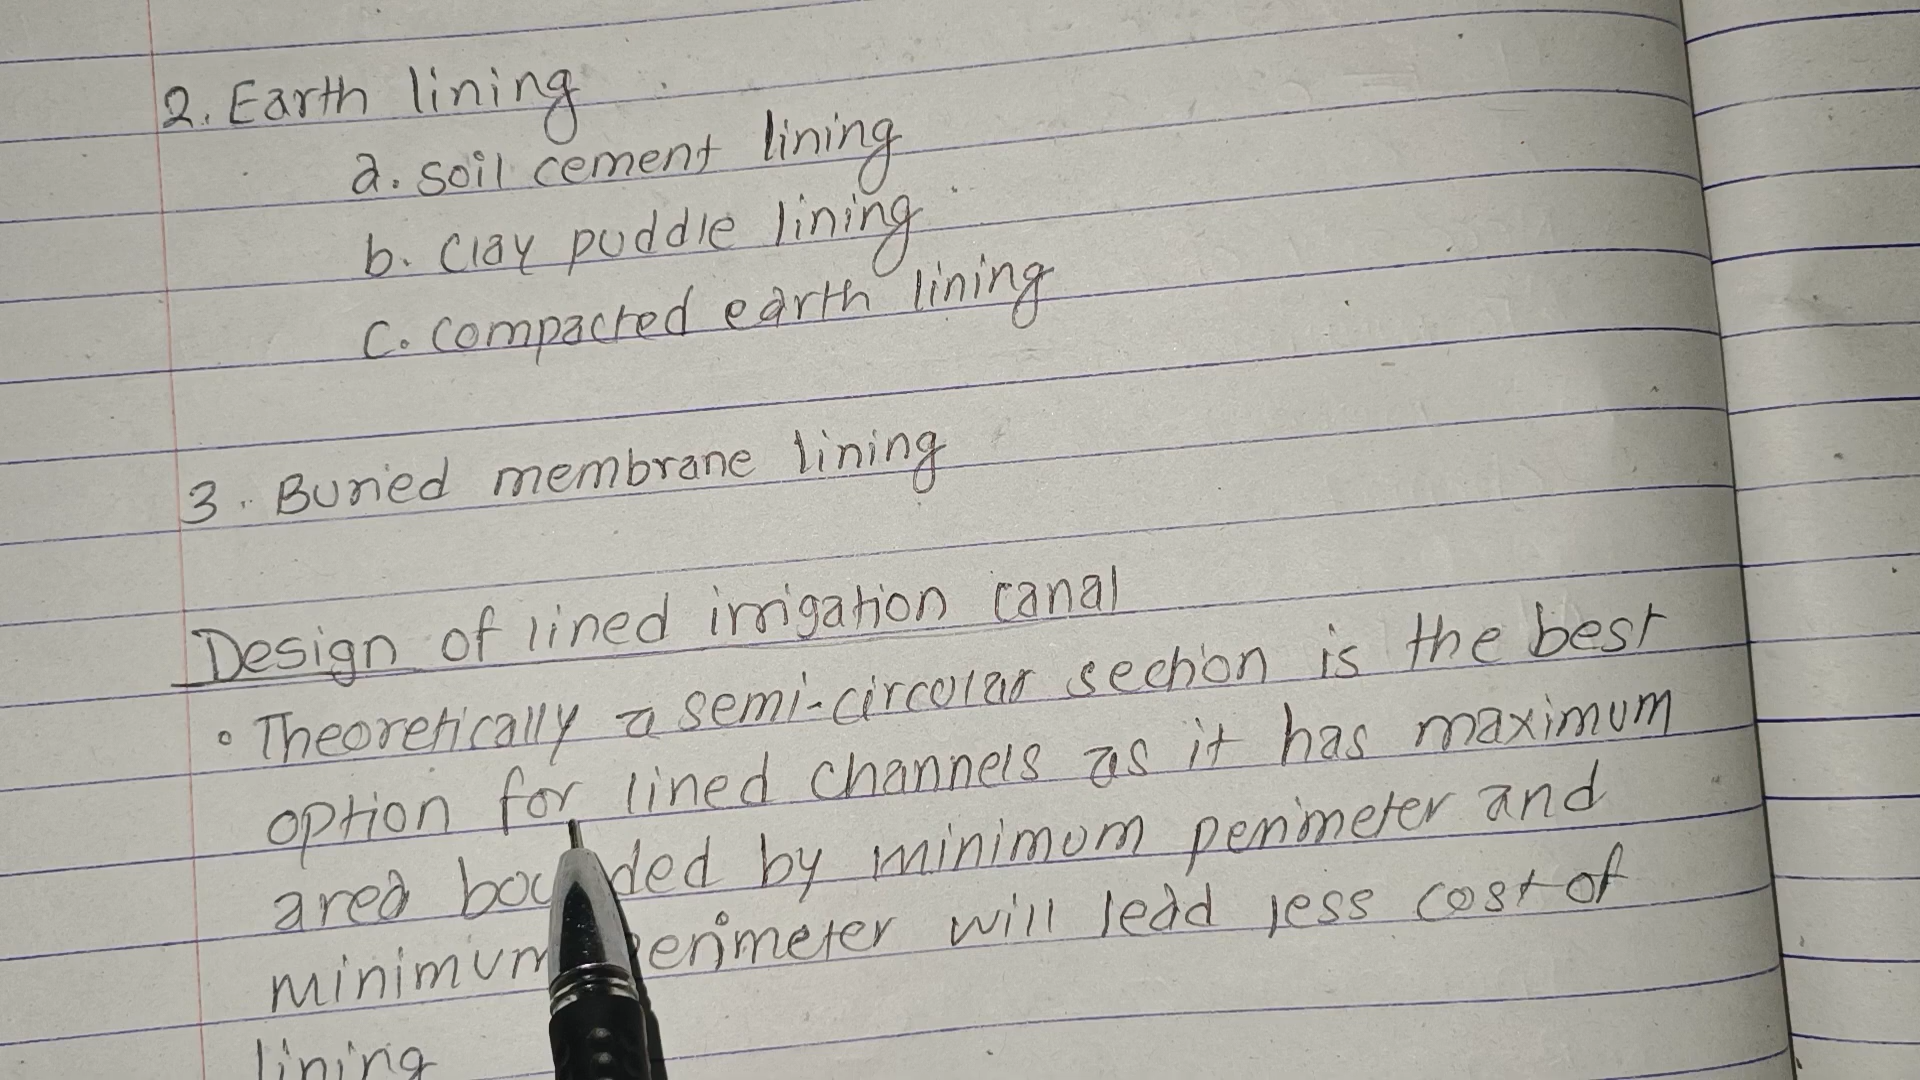 2. Earth lining
a. soil cement lining
b. Clay puddle lining
c. compacted earth lining
3. Buried membrane lining
Design of lined irrigation canal
• Theoretically a semi-circular section is the best
option for lined channels as it has maximum
area by minimum perimeter and
minimum perimeter will lead less cost of
lining